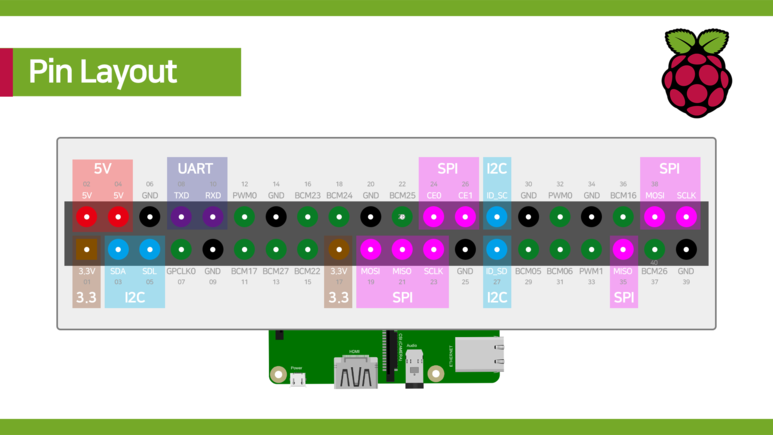 Pin Layout
5V UART SPI I2C SPI
02 04 06 08 10 12 14 16 18 20 22 24 26 28 30 32 34 36 38
5V 5V GND TXD RXD PWM0 GND BCM23 BCM24 GND BCM25 CE0 CE1 ID_SC GND PWM0 GND BCM16 MOSI SCLK
40
3.3V SDA SDL GPCLK0 GND BCM17 BCM27 BCM22 3.3V MOSI MISO SCLK GND ID_SD BCM05 BCM06 PWM1 MISO BCM26 GND
01 03 05 07 09 11 13 15 17 19 21 23 25 27 29 31 33 35 37 39
3.3 I2C 3.3 SPI I2C SPI
Power
HDMI
CSI (CAMERA)
Audio
ETHERNET